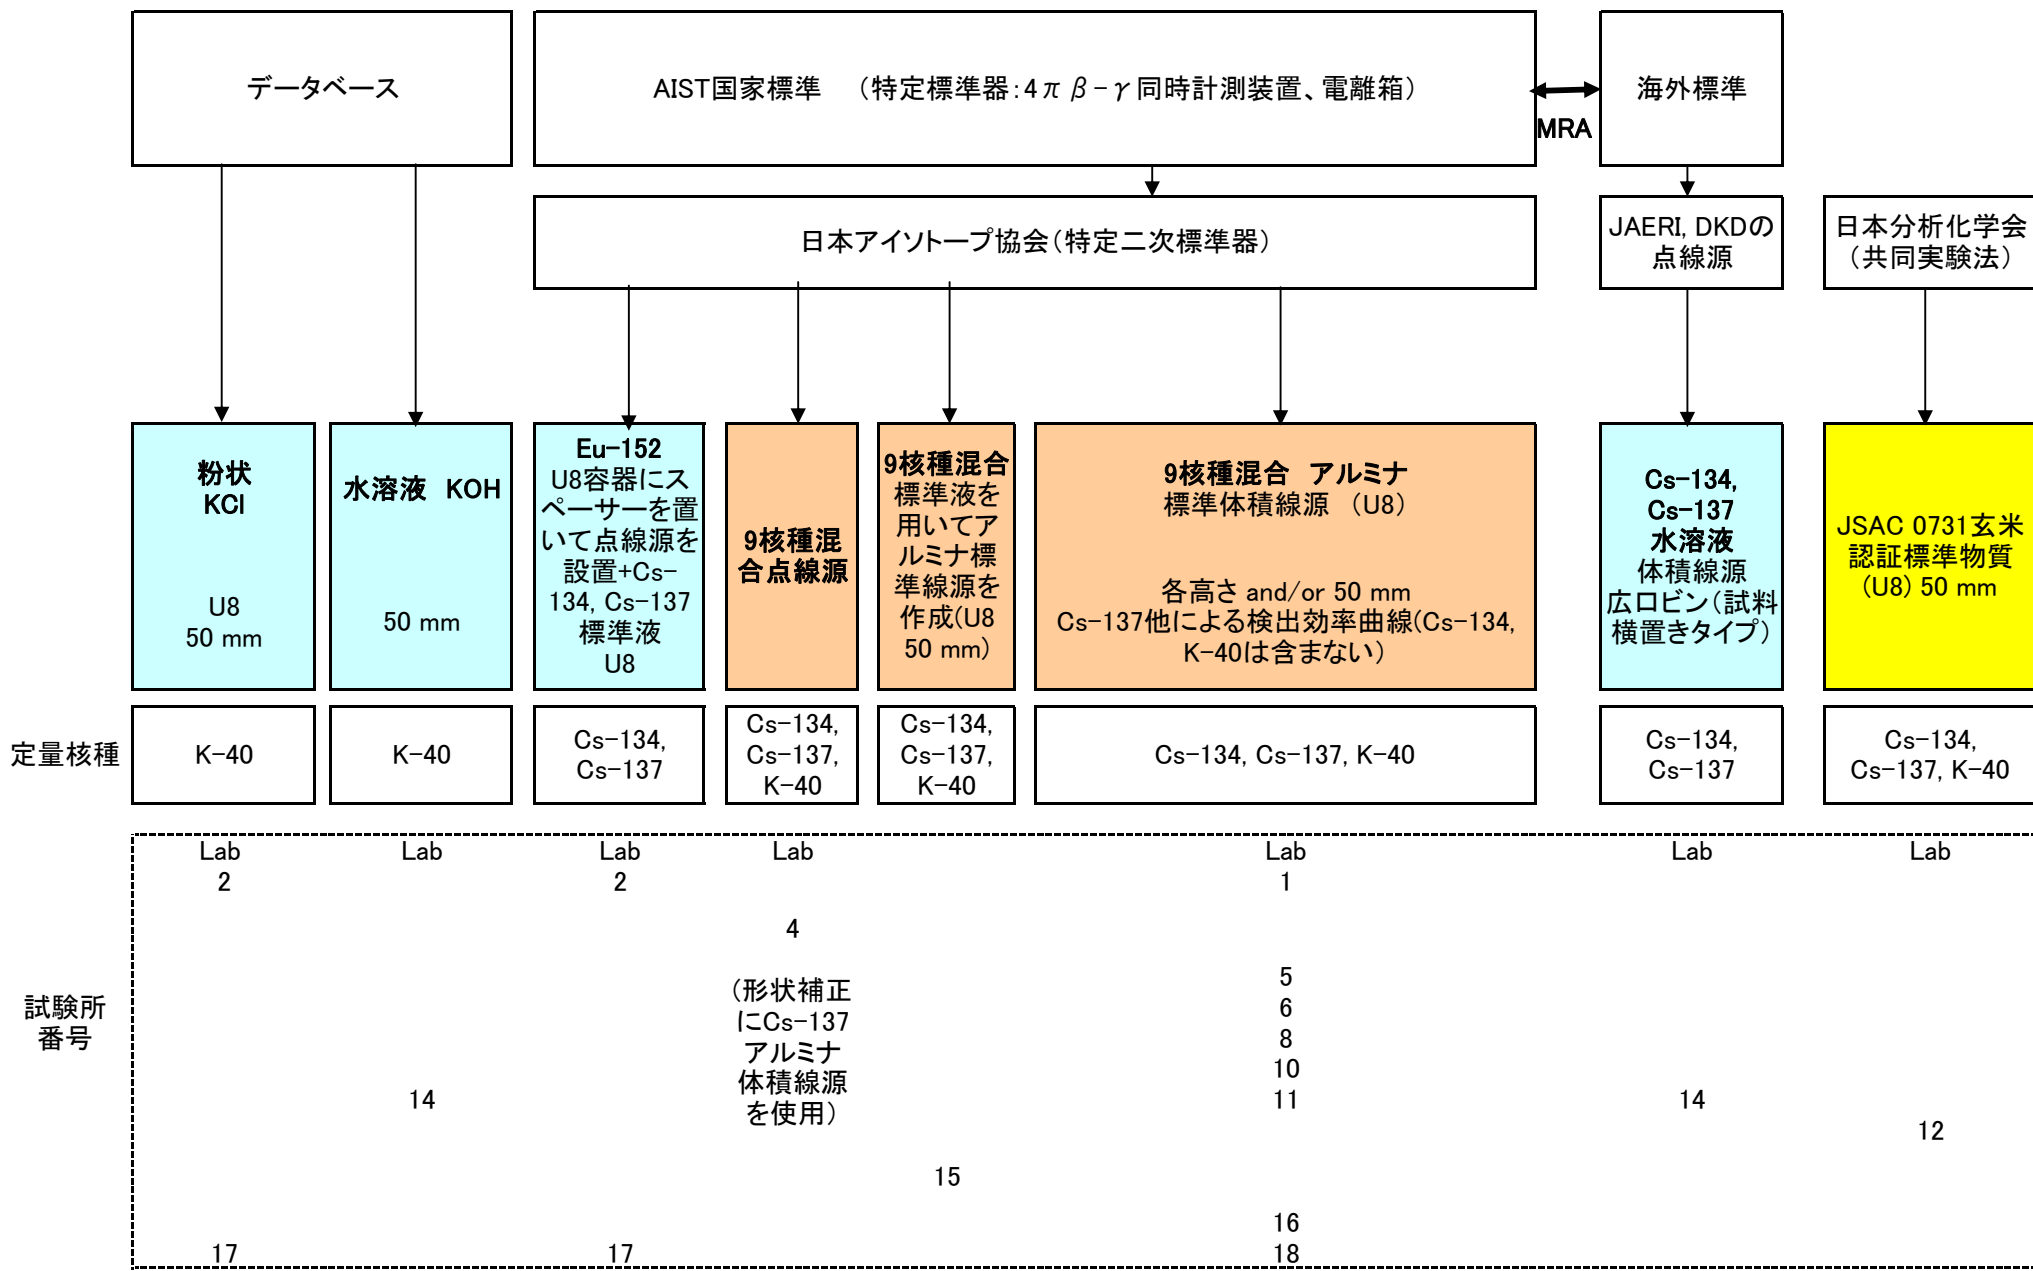 データベース
AIST国家標準　（特定標準器：4π β－γ同時計測装置、電離箱）
MRA
海外標準
日本アイソトープ協会（特定二次標準器）
JAERI, DKDの
点線源
日本分析化学会
（共同実験法）
粉状
KCl
U8
50 mm
水溶液　KOH
50 mm
Eu-152
U8容器にス
ペーサーを置
いて点線源を
設置+Cs-
134, Cs-137
標準液
U8
9核種混
合点線源
9核種混合
標準液を
用いてア
ルミナ標
準線源を
作成(U8
50 mm)
9核種混合　アルミナ
標準体積線源　（U8）
各高さ and/or 50 mm
Cs-137他による検出効率曲線(Cs-134,
K-40は含まない）
Cs-134,
Cs-137
水溶液
体積線源
広ロビン（試料
横置きタイプ）
JSAC 0731玄米
認証標準物質
(U8) 50 mm
定量核種
K-40
K-40
Cs-134,
Cs-137
Cs-134,
Cs-137,
K-40
Cs-134,
Cs-137,
K-40
Cs-134, Cs-137, K-40
Cs-134,
Cs-137
Cs-134,
Cs-137, K-40
試験所
番号
Lab
2
17
Lab
14
Lab
2
17
Lab
4
（形状補正
にCs-137
アルミナ
体積線源
を使用）
15
Lab
1
5
6
8
10
11
16
18
Lab
14
Lab
12